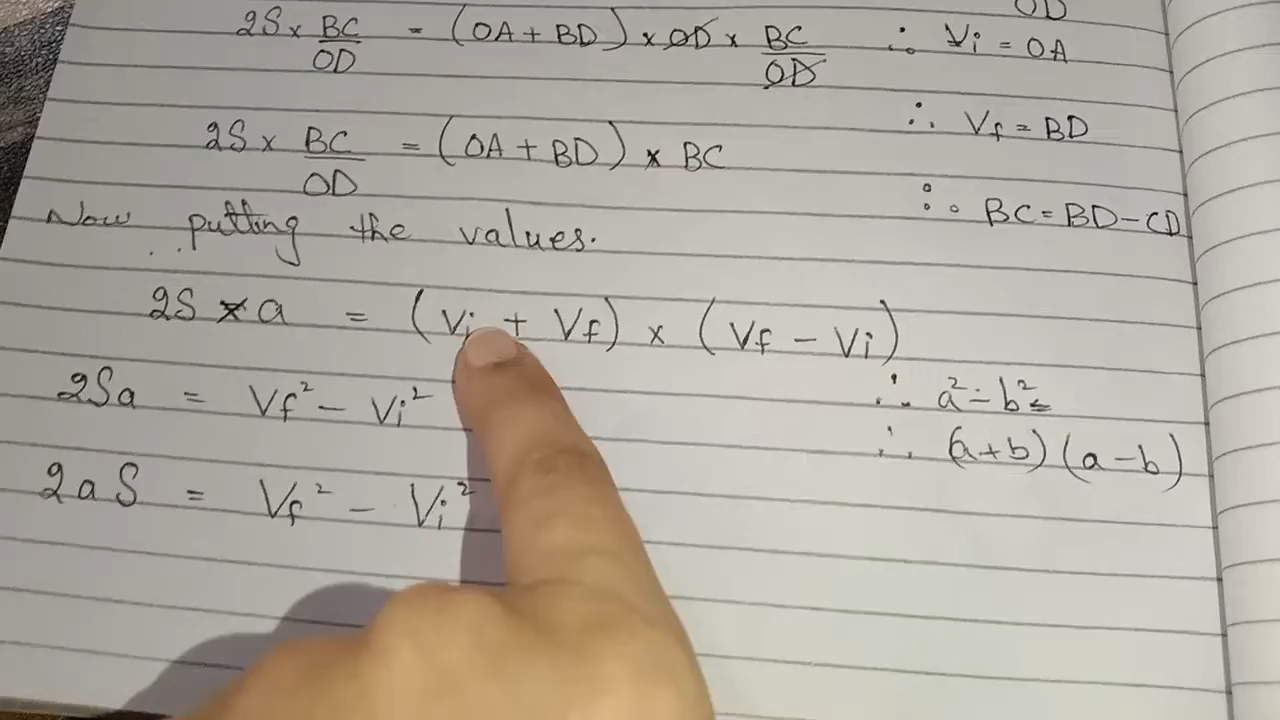 OD
2S × BC/OD = (OA + BD) × OD × BC/OD ∴ Vi = OA
∴ Vf = BD
2S × BC/OD = (OA + BD) × BC
∵ BC = BD - CD
Now putting the values.
2S × a = (Vi + Vf) × (Vf - Vi)
2Sa = Vf² - Vi²
∴ a² - b² =
∴ (a+b) (a-b)
2aS = Vf² - Vi²